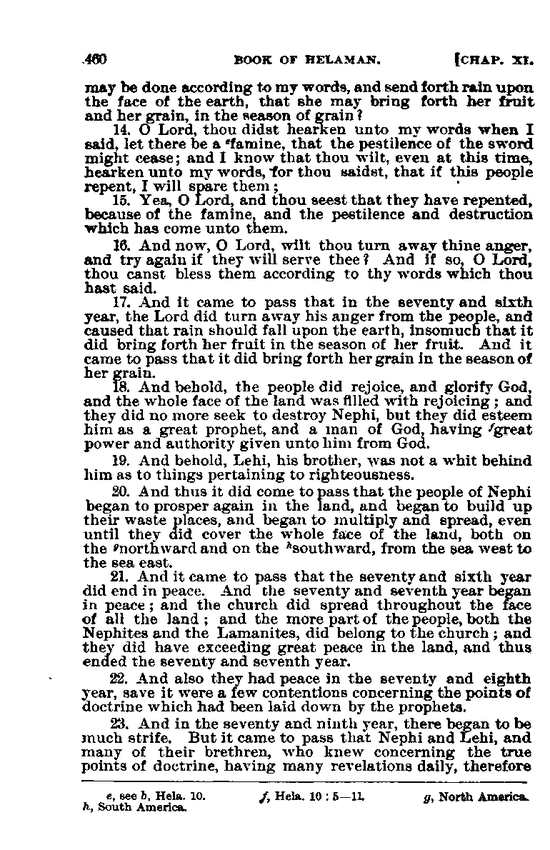 460 BOOK OF HELAMAN. [CHAP. XI.
may be done according to my words, and send forth rain upon
the face of the earth, that she may bring forth her fruit
and her grain, in the season of grain?
14. O Lord, thou didst hearken unto my words when I
said, let there be a ᵉfamine, that the pestilence of the sword
might cease; and I know that thou wilt, even at this time,
hearken unto my words, for thou saidst, that if this people
repent, I will spare them;
15. Yea, O Lord, and thou seest that they have repented,
because of the famine, and the pestilence and destruction
which has come unto them.
16. And now, O Lord, wilt thou turn away thine anger,
and try again if they will serve thee? And if so, O Lord,
thou canst bless them according to thy words which thou
hast said.
17. And it came to pass that in the seventy and sixth
year, the Lord did turn away his anger from the people, and
caused that rain should fall upon the earth, insomuch that it
did bring forth her fruit in the season of her fruit. And it
came to pass that it did bring forth her grain in the season of
her grain.
18. And behold, the people did rejoice, and glorify God,
and the whole face of the land was filled with rejoicing; and
they did no more seek to destroy Nephi, but they did esteem
him as a great prophet, and a man of God, having ᶠgreat
power and authority given unto him from God.
19. And behold, Lehi, his brother, was not a whit behind
him as to things pertaining to righteousness.
20. And thus it did come to pass that the people of Nephi
began to prosper again in the land, and began to build up
their waste places, and began to multiply and spread, even
until they did cover the whole face of the land, both on
the ᵍnorthward and on the ʰsouthward, from the sea west to
the sea east.
21. And it came to pass that the seventy and sixth year
did end in peace. And the seventy and seventh year began
in peace; and the church did spread throughout the face
of all the land; and the more part of the people, both the
Nephites and the Lamanites, did belong to the church; and
they did have exceeding great peace in the land, and thus
ended the seventy and seventh year.
22. And also they had peace in the seventy and eighth
year, save it were a few contentions concerning the points of
doctrine which had been laid down by the prophets.
23. And in the seventy and ninth year, there began to be
much strife. But it came to pass that Nephi and Lehi, and
many of their brethren, who knew concerning the true
points of doctrine, having many revelations daily, therefore
e, see b, Hela. 10. f, Hela. 10 : 5—11. g, North America.
h, South America.